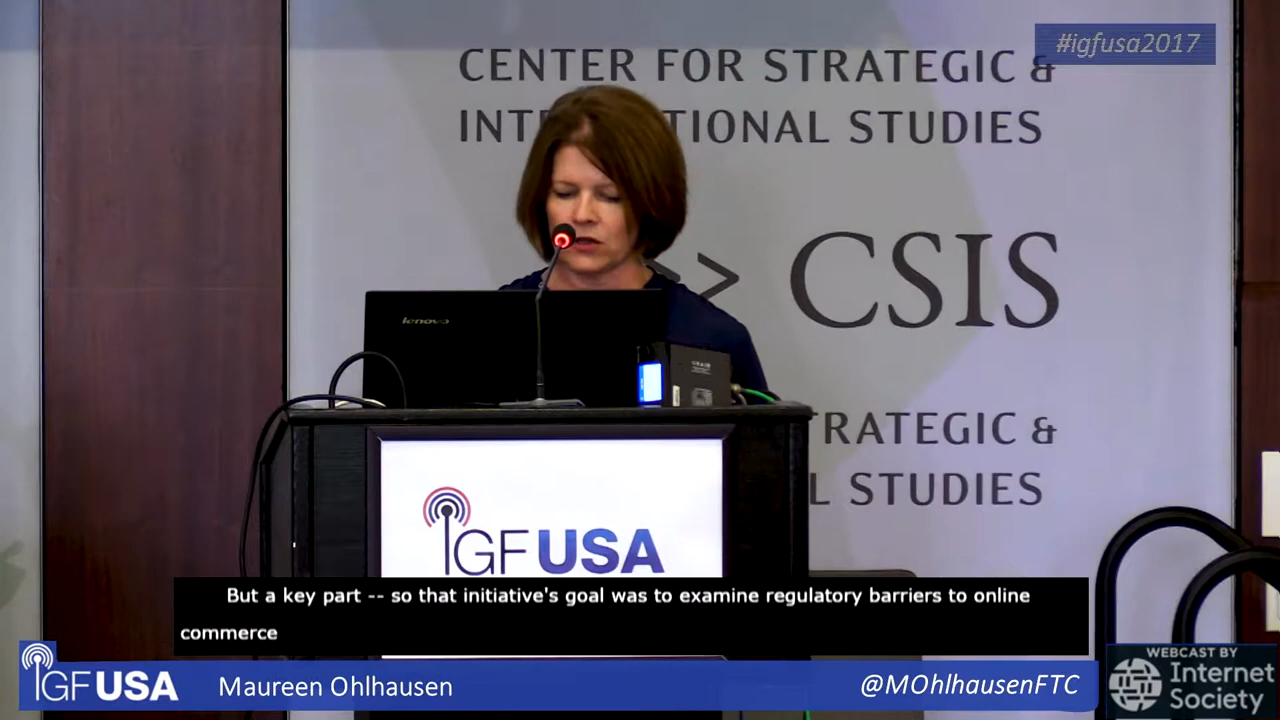 #igfusa2017
CENTER FOR STRATEGIC &
INT TIONAL STUDIES
> CSIS
lenovo
RATEGIC &
L STUDIES
IGF USA
But a key part -- so that initiative's goal was to examine regulatory barriers to online
commerce
IGF USA
Maureen Ohlhausen
@MOhlhausenFTC
WEBCAST BY
Internet
Society